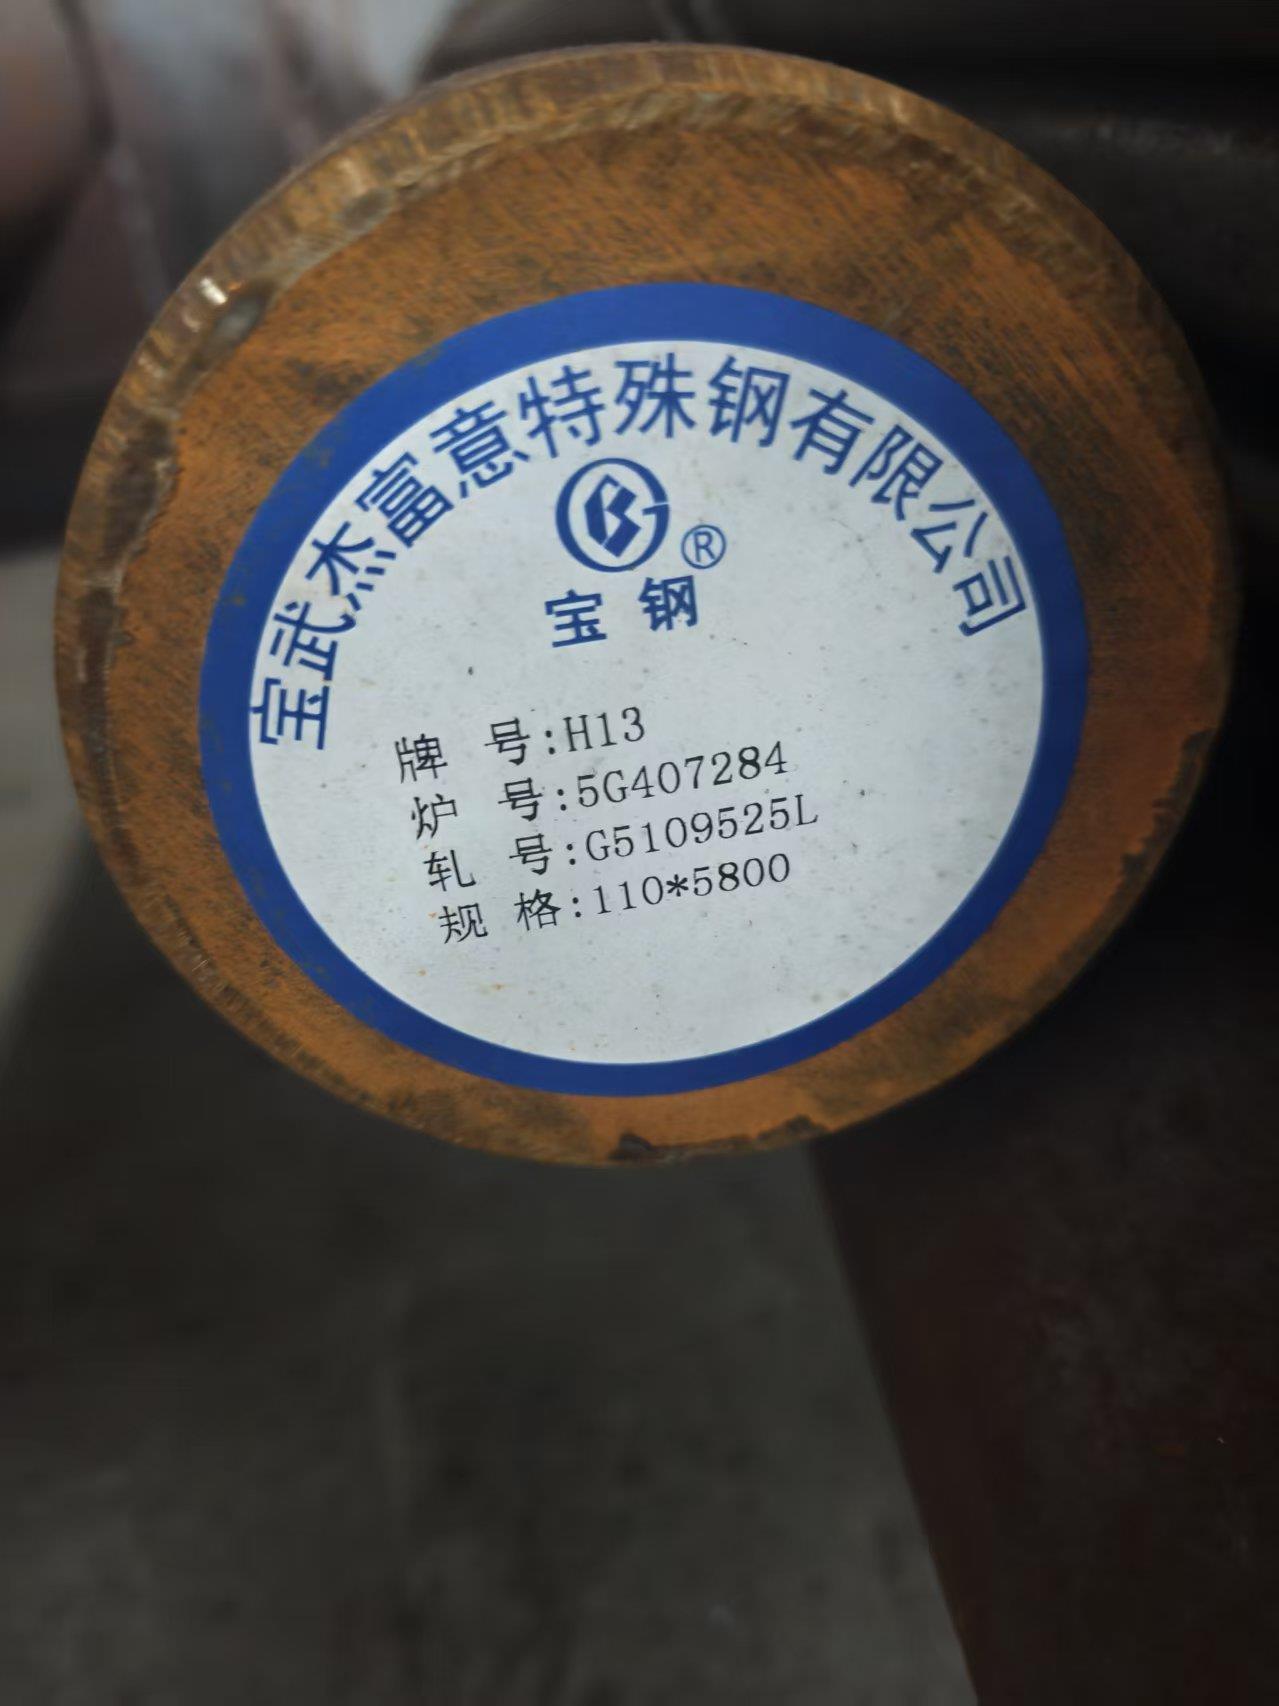 宝武杰富意特殊钢有限公司
®
宝钢
牌 号:H13
炉 号:5G407284
轧 号:G5109525L
规 格:110*5800